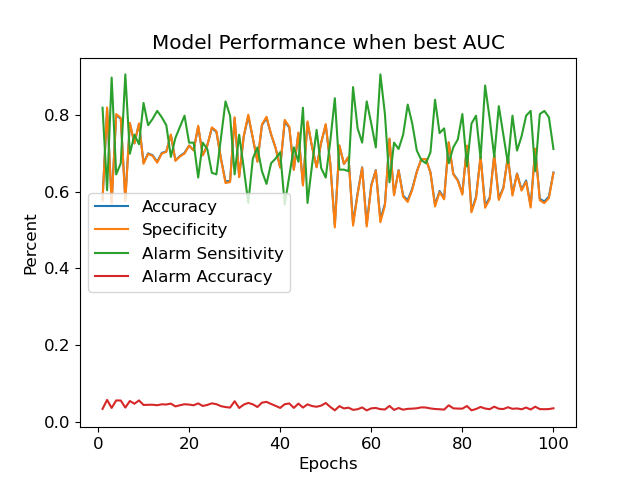 Model Performance when best AUC
0.8
0.6
0.4
0.2
0.0
Percent
Accuracy
Specificity
Alarm Sensitivity
Alarm Accuracy
0 20 40 60 80 100
Epochs